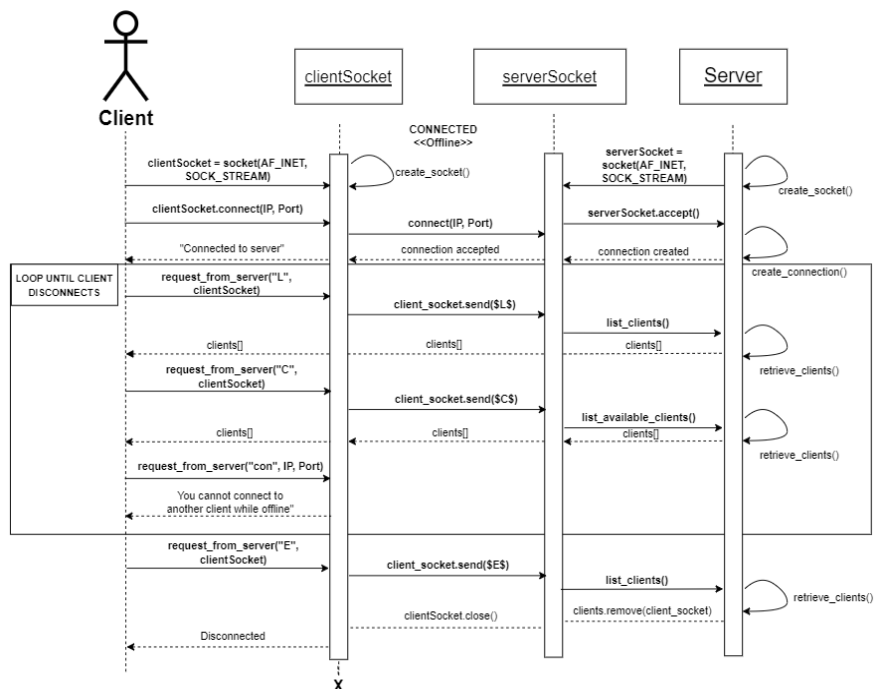 clientSocket
serverSocket
Server
Client
CONNECTED
<<Offline>>
clientSocket = socket(AF_INET,
SOCK_STREAM)
create_socket()
serverSocket =
socket(AF_INET,
SOCK_STREAM)
create_socket()
clientSocket.connect(IP, Port)
connect(IP, Port)
serverSocket.accept()
"Connected to server"
connection accepted
connection created
create_connection()
LOOP UNTIL CLIENT
DISCONNECTS
request_from_server("L",
clientSocket)
client_socket.send($L$)
list_clients()
clients[]
clients[]
clients[]
retrieve_clients()
request_from_server("C",
clientSocket)
client_socket.send($C$)
list_available_clients()
clients[]
clients[]
clients[]
retrieve_clients()
request_from_server("con", IP, Port)
You cannot connect to
another client while offline"
request_from_server("E",
clientSocket)
client_socket.send($E$)
list_clients()
retrieve_clients()
clientSocket.close()
clients.remove(client_socket)
Disconnected
X